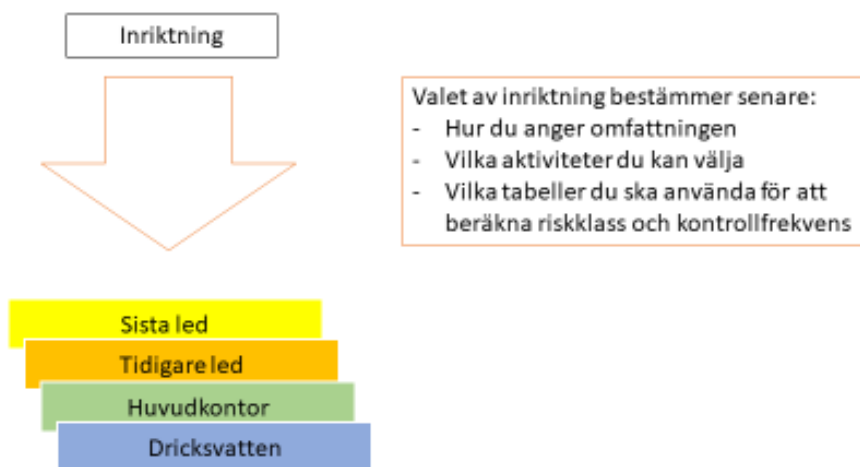 Inriktning
Valet av inriktning bestämmer senare:
- Hur du anger omfattningen
- Vilka aktiviteter du kan välja
- Vilka tabeller du ska använda för att
beräkna riskklass och kontrollfrekvens
Sista led
Tidigare led
Huvudkontor
Dricksvatten